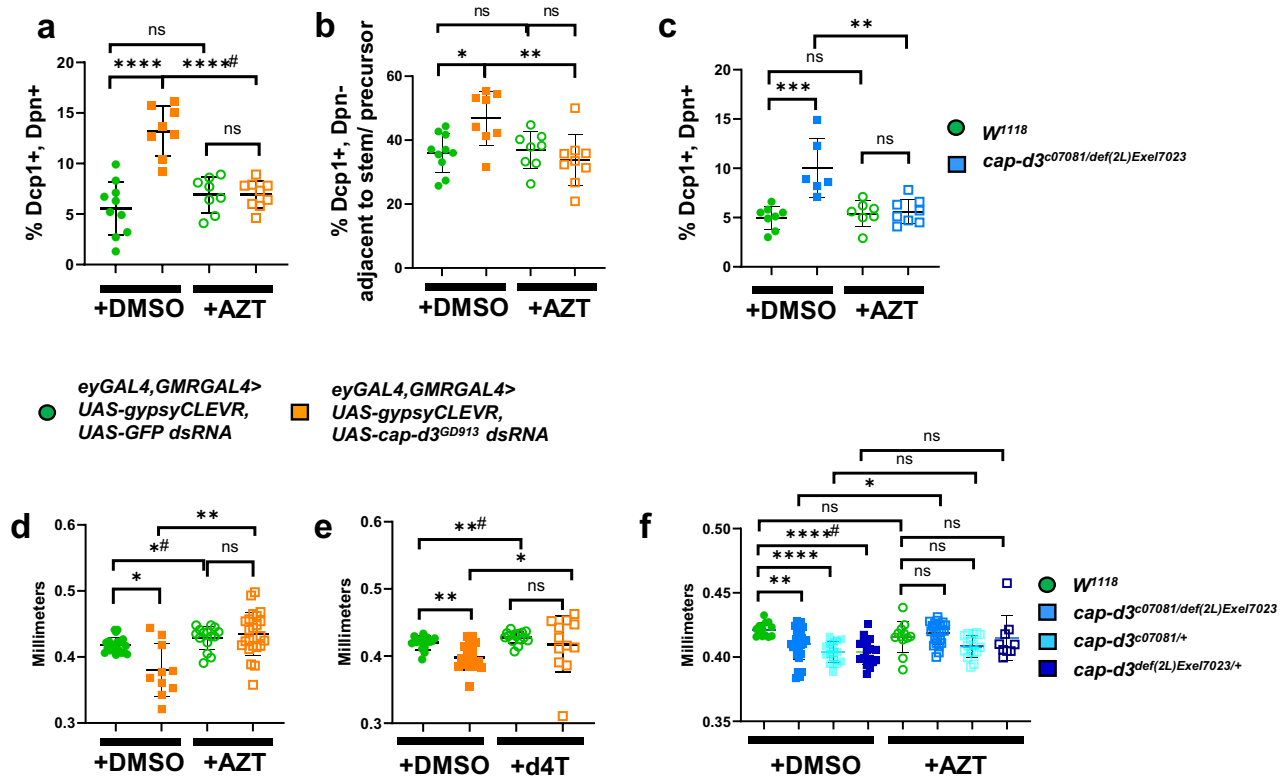 a
ns
****
****#
ns
% Dcp1+, Dpn+
20
15
10
5
0
+DMSO
+AZT
b
ns
ns
*
**
% Dcp1+, Dpn-
adjacent to stem/ precursor
60
40
20
0
+DMSO
+AZT
c
**
ns
***
ns
% Dcp1+, Dpn+
20
15
10
5
0
+DMSO
+AZT
W1118
cap-d3c07081/def(2L)Exel7023
eyGAL4,GMRGAL4>
UAS-gypsyCLEVR,
UAS-GFP dsRNA
eyGAL4,GMRGAL4>
UAS-gypsyCLEVR,
UAS-cap-d3GD913 dsRNA
d
**
*#
ns
*
Millimeters
0.6
0.5
0.4
0.3
+DMSO
+AZT
e
**#
*
**
ns
Millimeters
0.6
0.5
0.4
0.3
+DMSO
+d4T
f
ns
ns
*
ns
****#
****
**
ns
ns
ns
Millimeters
0.50
0.45
0.40
0.35
+DMSO
+AZT
W1118
cap-d3c07081/def(2L)Exel7023
cap-d3c07081/+
cap-d3def(2L)Exel7023/+